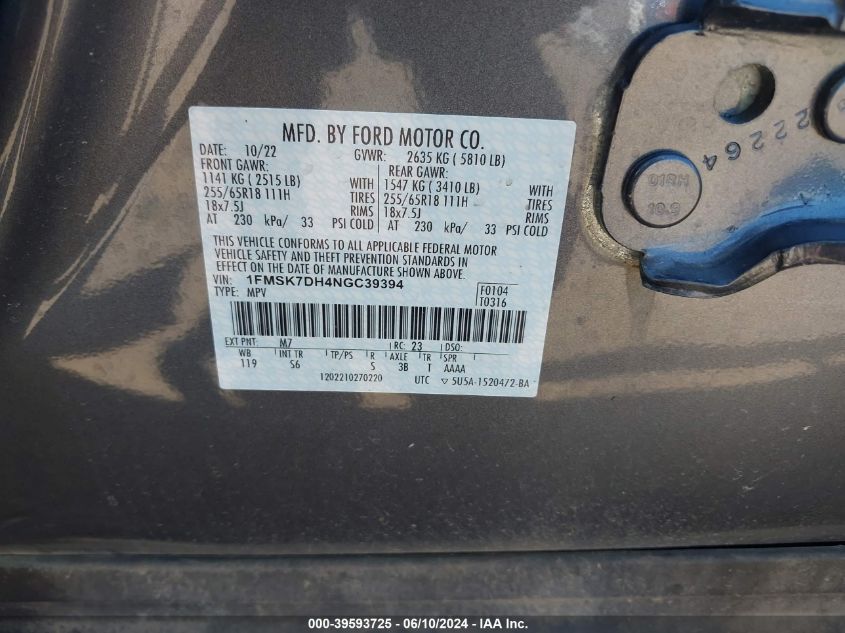 MFD. BY FORD MOTOR CO.
DATE: 10/22 GVWR: 2635 KG ( 5810 LB)
FRONT GAWR: REAR GAWR:
1141 KG ( 2515 LB) WITH 1547 KG ( 3410 LB) WITH
255/65R18 111H TIRES 255/65R18 111H TIRES
18x7.5J RIMS 18x7.5J RIMS
AT 230 kPa/ 33 PSI COLD AT 230 kPa/ 33 PSI COLD
THIS VEHICLE CONFORMS TO ALL APPLICABLE FEDERAL MOTOR
VEHICLE SAFETY AND THEFT PREVENTION STANDARDS IN
EFFECT ON THE DATE OF MANUFACTURE SHOWN ABOVE.
VIN: 1FMSK7DH4NGC39394 F0104
TYPE: MPV T0316
EXT PNT: M7 RC: 23 DSO:
WB INT TR TP/PS R AXLE TR SPR
119 S6 S 3B T AAAA
1202210270220 UTC ▽ 5U5A-1520472-BA
22264
10.9
000-39593725 - 06/10/2024 - IAA Inc.